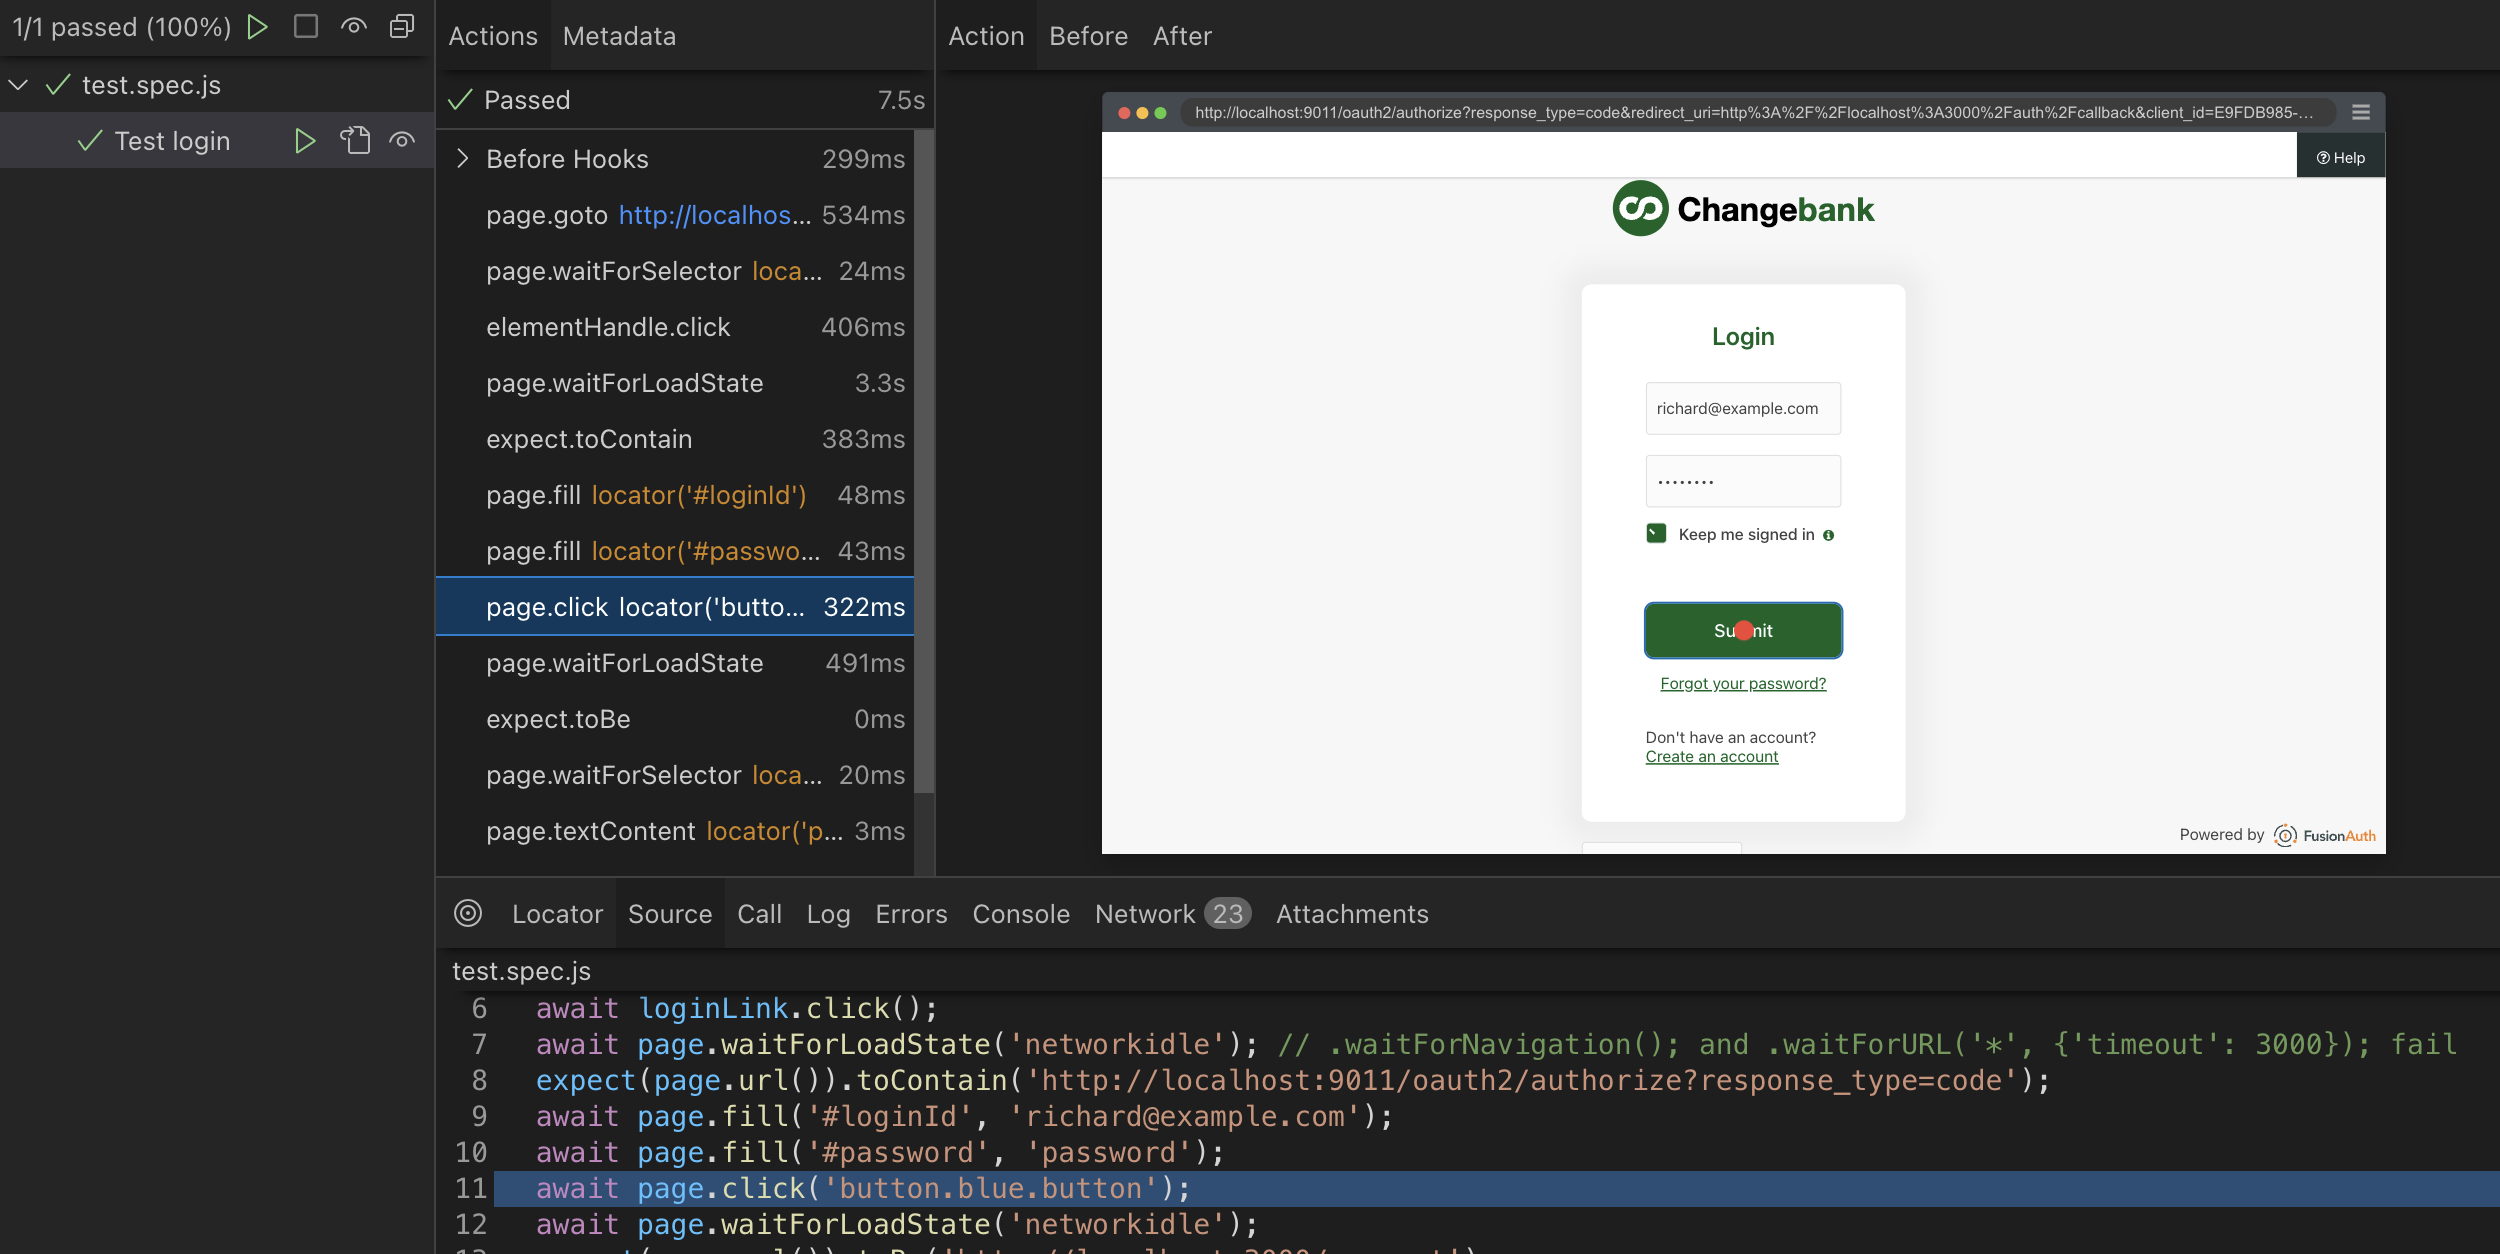 1/1 passed (100%)
test.spec.js
Test login
Actions Metadata
Passed 7.5s
Before Hooks 299ms
page.goto http://localhos... 534ms
page.waitForSelector loca... 24ms
elementHandle.click 406ms
page.waitForLoadState 3.3s
expect.toContain 383ms
page.fill locator('#loginId') 48ms
page.fill locator('#passwo... 43ms
page.click locator('butto... 322ms
page.waitForLoadState 491ms
expect.toBe 0ms
page.waitForSelector loca... 20ms
page.textContent locator('p... 3ms
Action Before After
http://localhost:9011/oauth2/authorize?response_type=code&redirect_uri=http%3A%2F%2Flocalhost%3A3000%2Fauth%2Fcallback&client_id=E9FDB985-...
Help
Changebank
Login
richard@example.com
Keep me signed in
Submit
Forgot your password?
Don't have an account?
Create an account
Powered by FusionAuth
Locator Source Call Log Errors Console Network 23 Attachments
test.spec.js
6 await loginLink.click();
7 await page.waitForLoadState('networkidle'); // .waitForNavigation(); and .waitForURL('*', {'timeout': 3000}); fail
8 expect(page.url()).toContain('http://localhost:9011/oauth2/authorize?response_type=code');
9 await page.fill('#loginId', 'richard@example.com');
10 await page.fill('#password', 'password');
11 await page.click('button.blue.button');
12 await page.waitForLoadState('networkidle');